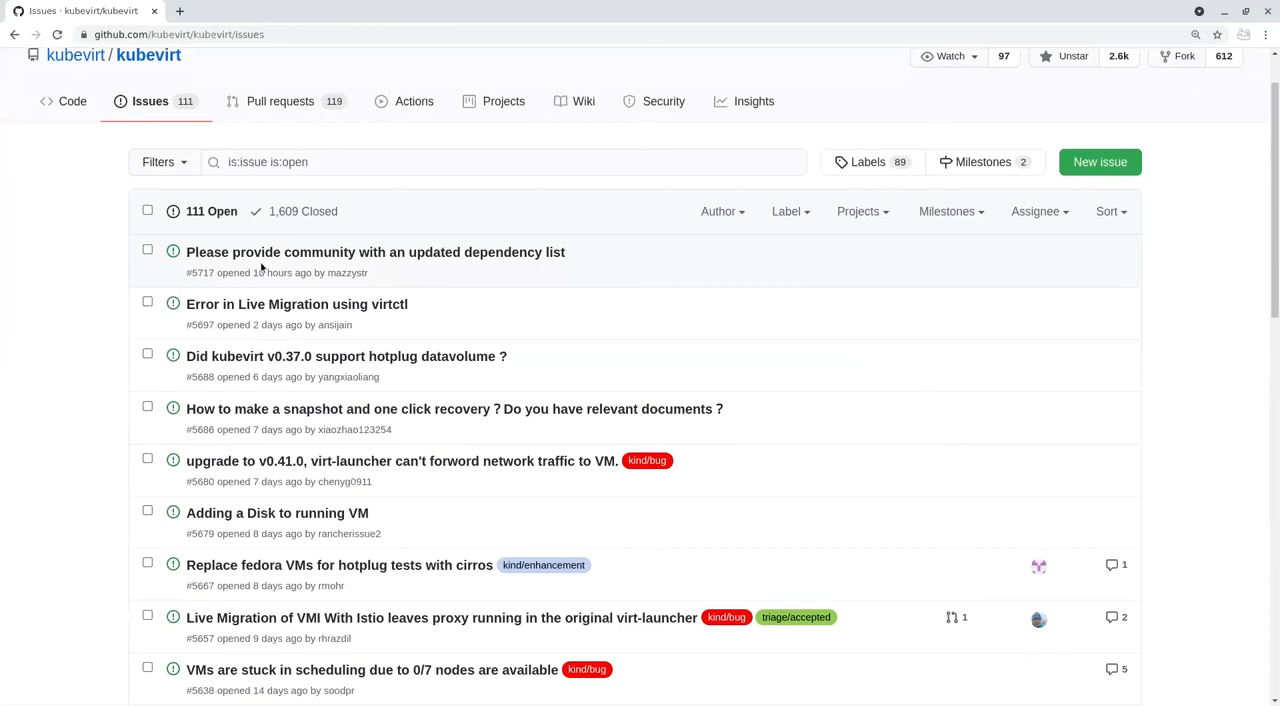 Issues · kubevirt/kubevirt
github.com/kubevirt/kubevirt/issues
kubevirt / kubevirt
Watch 97 Unstar 2.6k Fork 612
Code Issues 111 Pull requests 119 Actions Projects Wiki Security Insights
Filters is:issue is:open Labels 89 Milestones 2 New issue
111 Open 1,609 Closed Author Label Projects Milestones Assignee Sort
Please provide community with an updated dependency list
#5717 opened hours ago by mazzystr
Error in Live Migration using virtctl
#5697 opened 2 days ago by ansijain
Did kubevirt v0.37.0 support hotplug datavolume ?
#5688 opened 6 days ago by yangxiaoliang
How to make a snapshot and one click recovery ? Do you have relevant documents ?
#5686 opened 7 days ago by xiaozhao123254
upgrade to v0.41.0, virt-launcher can't forword network traffic to VM. kind/bug
#5680 opened 7 days ago by chenyg0911
Adding a Disk to running VM
#5679 opened 8 days ago by rancherissue2
Replace fedora VMs for hotplug tests with cirros kind/enhancement 1
#5667 opened 8 days ago by rmohr
Live Migration of VMI With Istio leaves proxy running in the original virt-launcher kind/bug triage/accepted 1 2
#5657 opened 9 days ago by rhrazdil
VMs are stuck in scheduling due to 0/7 nodes are available kind/bug 5
#5638 opened 14 days ago by soodpr